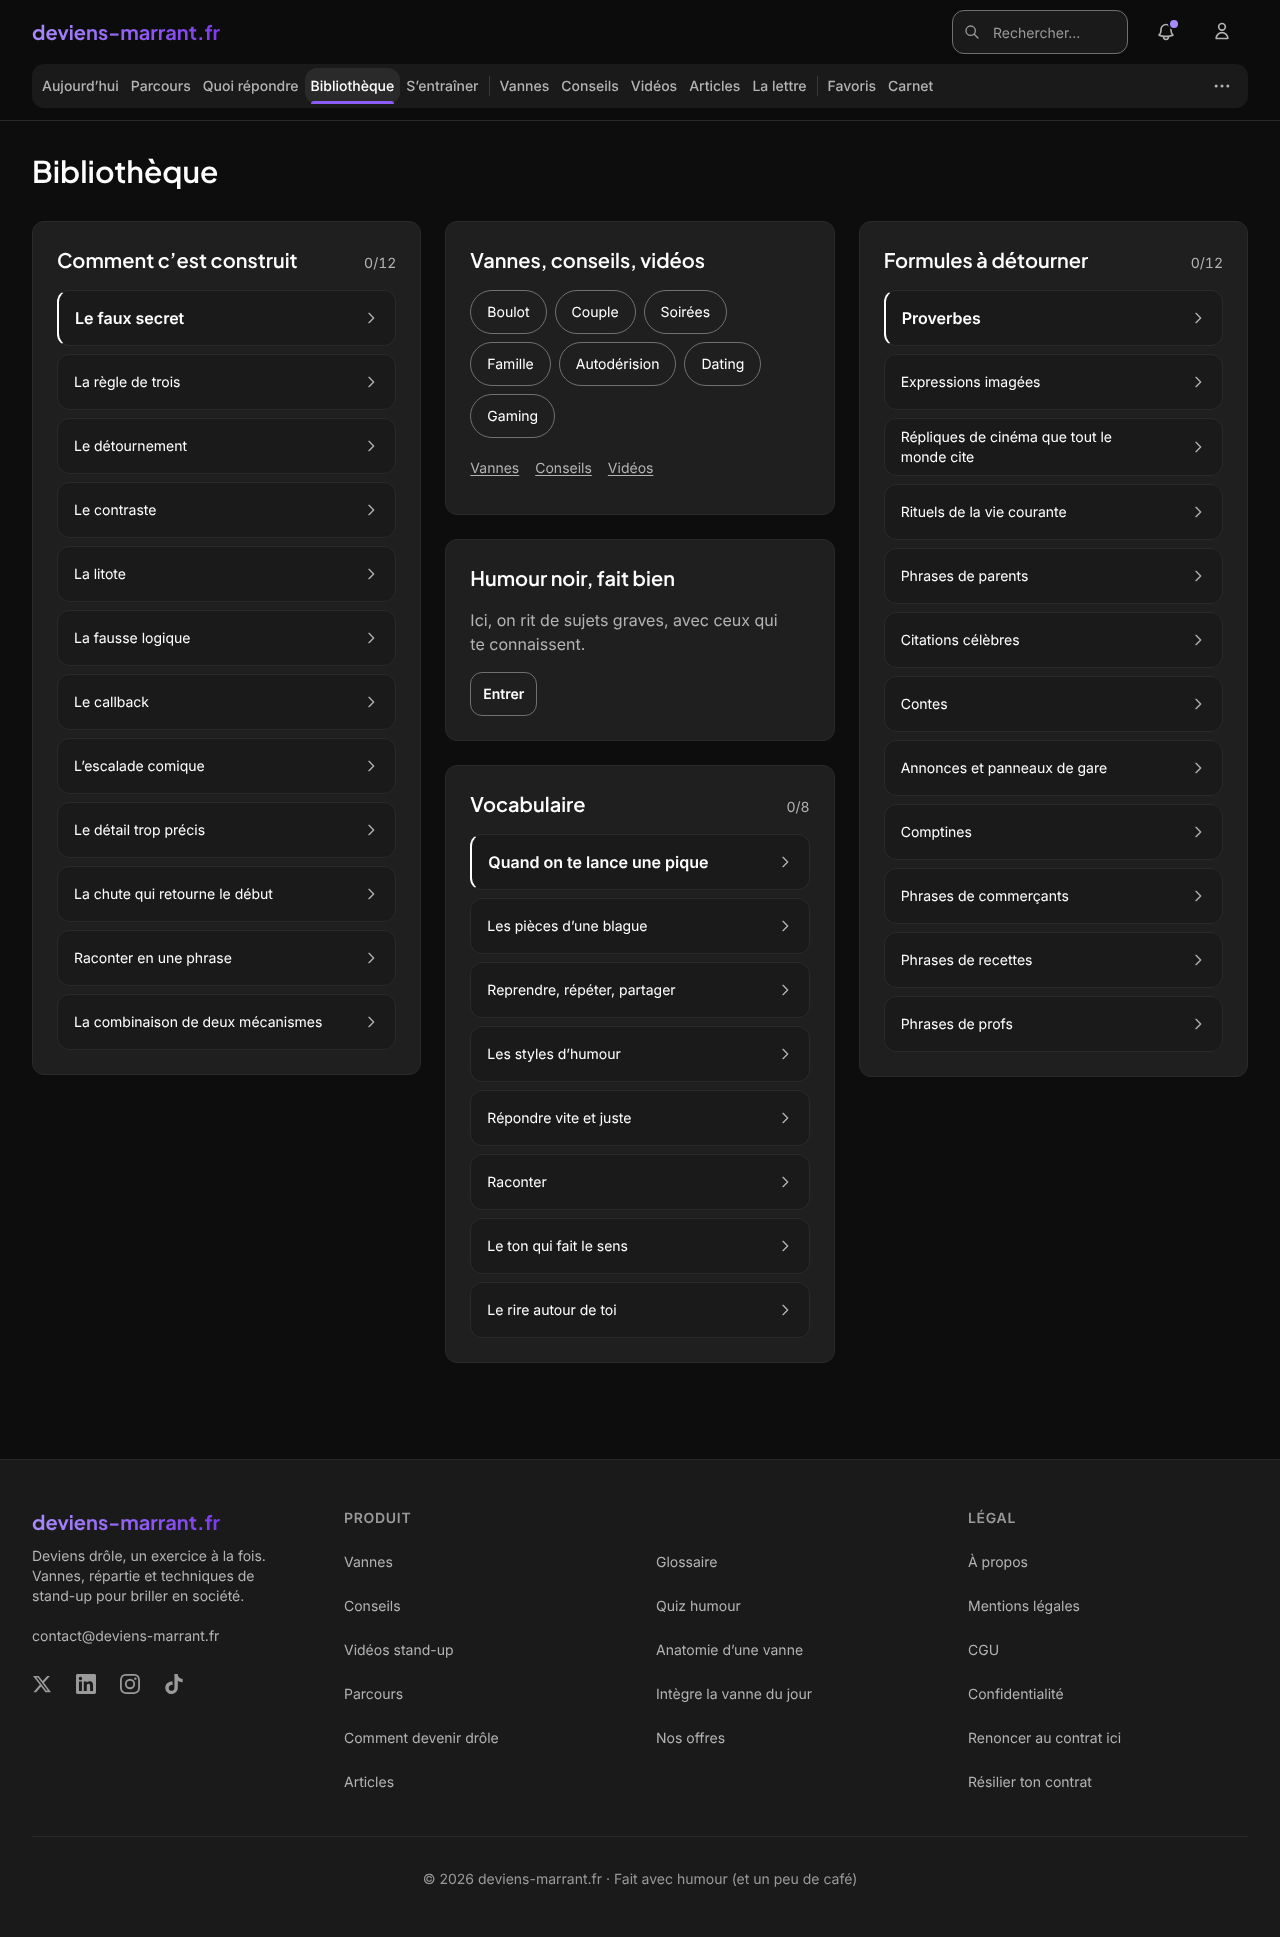 deviens-marrant.fr
Rechercher...
Aujourd’hui Parcours Quoi répondre Bibliothèque S’entraîner Vannes Conseils Vidéos Articles La lettre Favoris Carnet
Bibliothèque
Comment c’est construit 0/12
Le faux secret
La règle de trois
Le détournement
Le contraste
La litote
La fausse logique
Le callback
L’escalade comique
Le détail trop précis
La chute qui retourne le début
Raconter en une phrase
La combinaison de deux mécanismes
Vannes, conseils, vidéos
Boulot Couple Soirées
Famille Autodérision Dating
Gaming
Vannes Conseils Vidéos
Humour noir, fait bien
Ici, on rit de sujets graves, avec ceux qui
te connaissent.
Entrer
Vocabulaire 0/8
Quand on te lance une pique
Les pièces d’une blague
Reprendre, répéter, partager
Les styles d’humour
Répondre vite et juste
Raconter
Le ton qui fait le sens
Le rire autour de toi
Formules à détourner 0/12
Proverbes
Expressions imagées
Répliques de cinéma que tout le
monde cite
Rituels de la vie courante
Phrases de parents
Citations célèbres
Contes
Annonces et panneaux de gare
Comptines
Phrases de commerçants
Phrases de recettes
Phrases de profs
deviens-marrant.fr
Deviens drôle, un exercice à la fois.
Vannes, répartie et techniques de
stand-up pour briller en société.
contact@deviens-marrant.fr
PRODUIT
Vannes
Conseils
Vidéos stand-up
Parcours
Comment devenir drôle
Articles
Glossaire
Quiz humour
Anatomie d’une vanne
Intègre la vanne du jour
Nos offres
LÉGAL
À propos
Mentions légales
CGU
Confidentialité
Renoncer au contrat ici
Résilier ton contrat
© 2026 deviens-marrant.fr · Fait avec humour (et un peu de café)